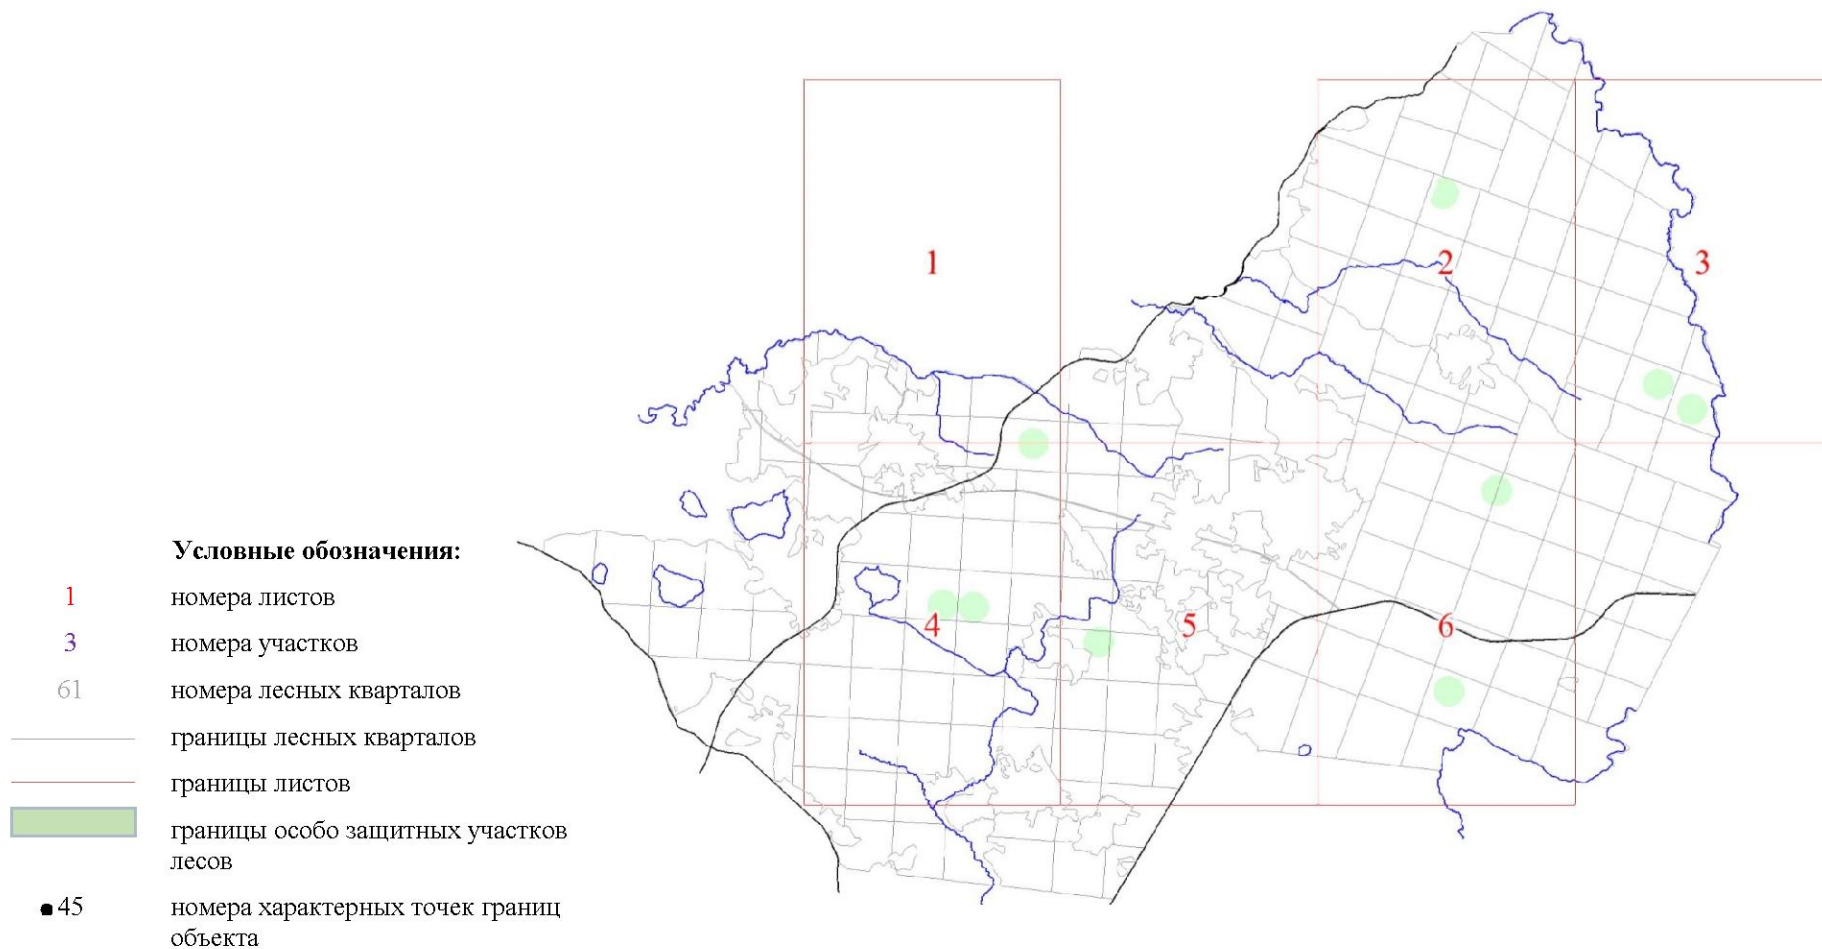 1
2
3
4
5
6
Условные обозначения:
1 номера листов
3 номера участков
61 номера лесных кварталов
границы лесных кварталов
границы листов
границы особо защитных участков
лесов
45 номера характерных точек границ
объекта